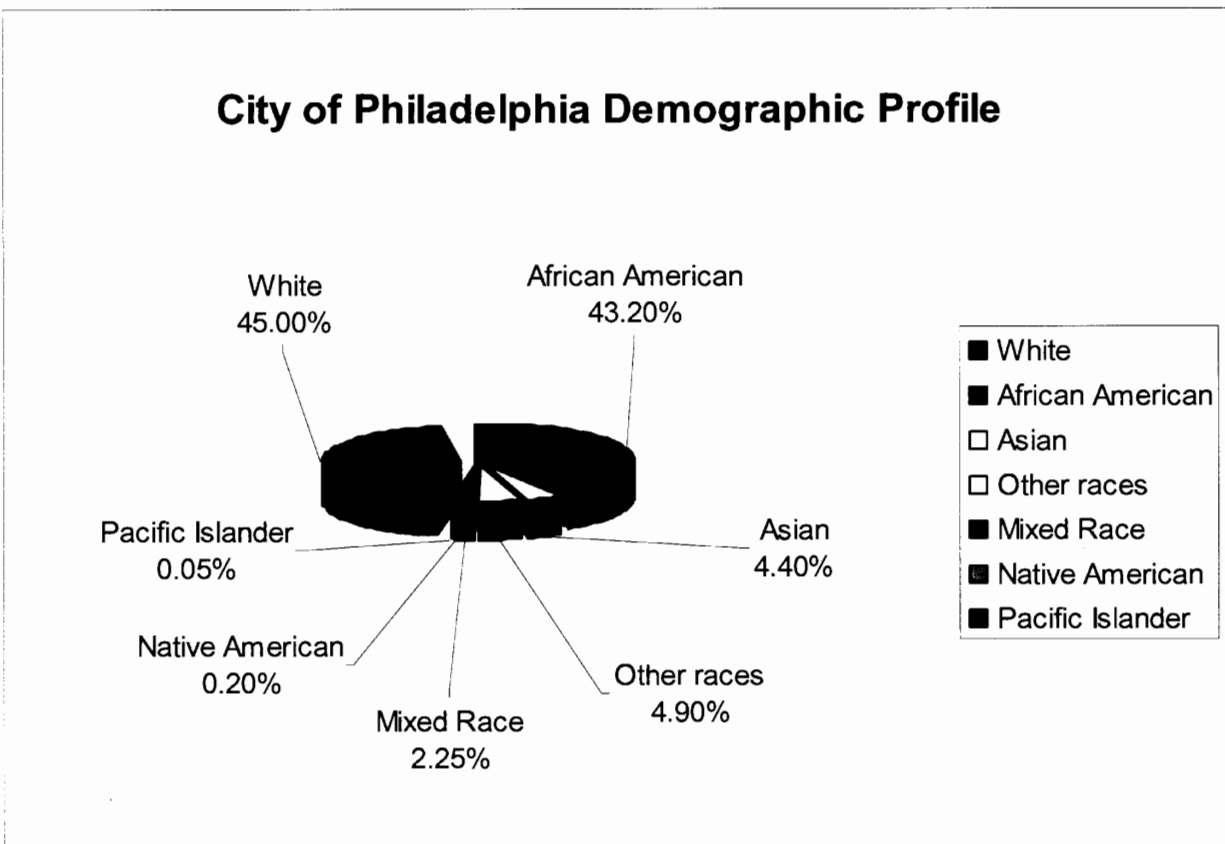 City of Philadelphia Demographic Profile
White
45.00%
African American
43.20%
Pacific Islander
0.05%
Asian
4.40%
Native American
0.20%
Other races
4.90%
Mixed Race
2.25%
White
African American
Asian
Other races
Mixed Race
Native American
Pacific Islander